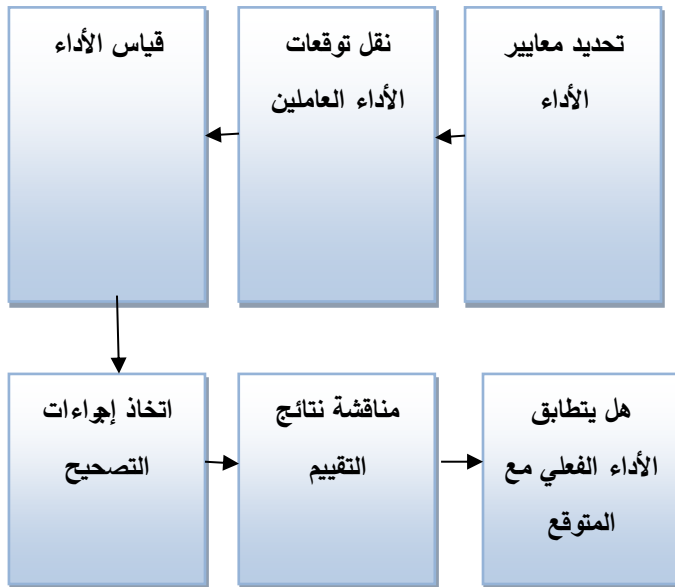 تحديد معايير
الأداء
نقل توقعات
الأداء العاملين
قياس الأداء
هل يتطابق
الأداء الفعلي مع
المتوقع
مناقشة نتائج
التقييم
اتخاذ إجراءات
التصحيح